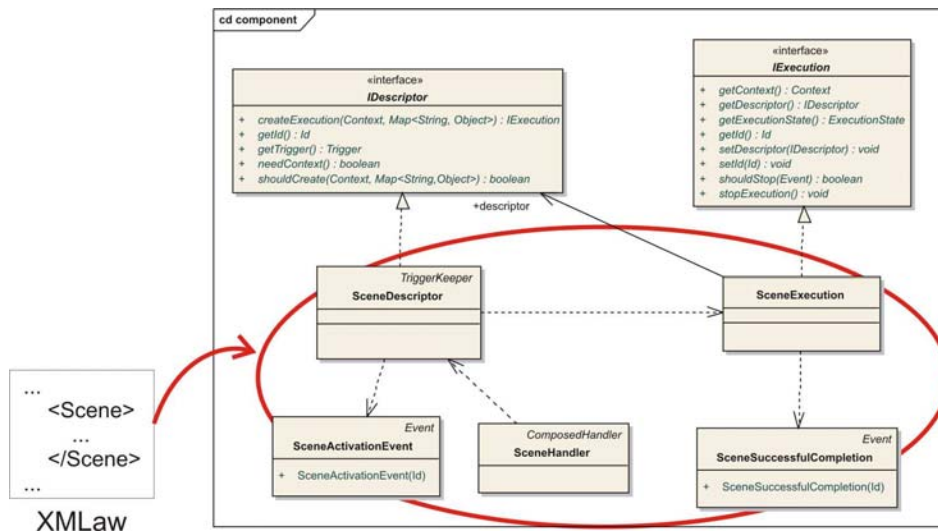 cd component
«interface»
IDescriptor
+ createExecution(Context, Map<String, Object>) : IExecution
+ getId() : Id
+ getTrigger() : Trigger
+ needContext() : boolean
+ shouldCreate(Context, Map<String,Object>) : boolean
«interface»
IExecution
+ getContext() : Context
+ getDescriptor() : IDescriptor
+ getExecutionState() : ExecutionState
+ getId() : Id
+ setDescriptor(IDescriptor) : void
+ setId(Id) : void
+ shouldStop(Event) : boolean
+ stopExecution() : void
+descriptor
TriggerKeeper
SceneDescriptor
SceneExecution
...
<Scene>
...
</Scene>
...
XMLaw
Event
SceneActivationEvent
+ SceneActivationEvent(Id)
ComposedHandler
SceneHandler
Event
SceneSuccessfulCompletion
+ SceneSuccessfulCompletion(Id)